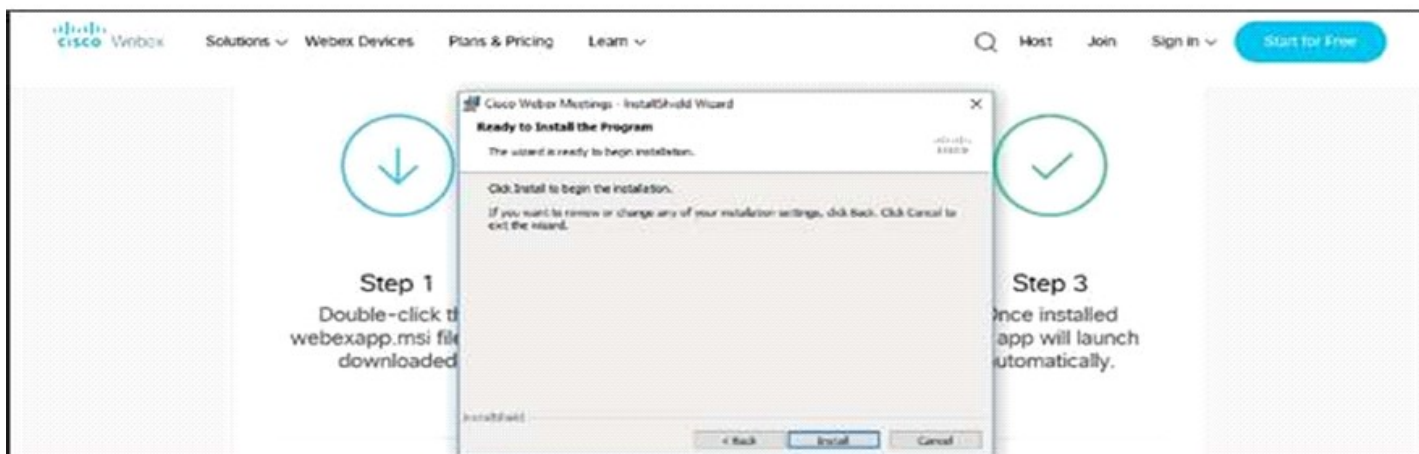 CISCO Webex
Solutions
Webex Devices
Plans & Pricing
Learn
Host
Join
Sign in
Start for Free
Cisco Webex Meetings - InstallShield Wizard
Ready to Install the Program
The wizard is ready to begin installation.
Click Install to begin the installation.
If you want to review or change any of your installation settings, click Back. Click Cancel to
exit the wizard.
Step 1
Double-click th
webexapp.msi file
downloaded
Step 3
Once installed
app will launch
utomatically.
InstallShield
< Back
Install
Cancel